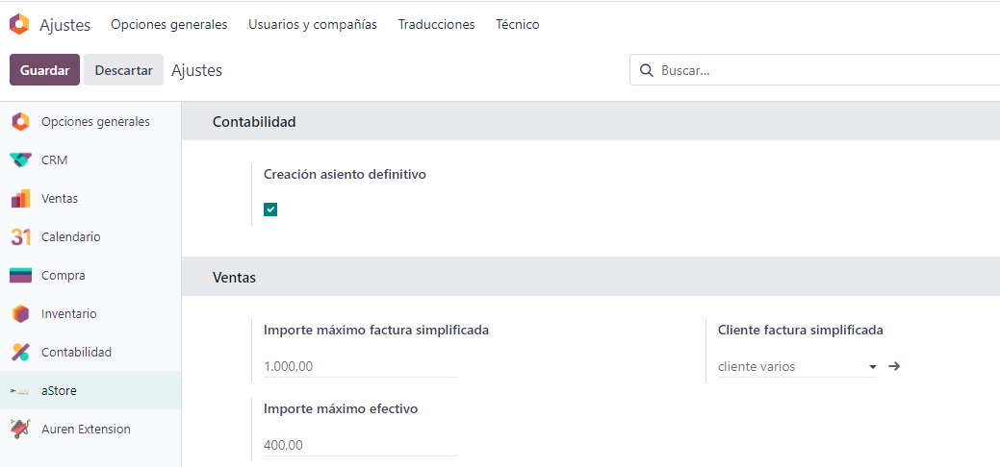 Ajustes Opciones generales Usuarios y compañías Traducciones Técnico
Guardar Descartar Ajustes Buscar...
Opciones generales
CRM
Ventas
31 Calendario
Compra
Inventario
Contabilidad
aStore
Auren Extension
Contabilidad
Creación asiento definitivo
Ventas
Importe máximo factura simplificada
1.000,00
Cliente factura simplificada
cliente varios
Importe máximo efectivo
400,00